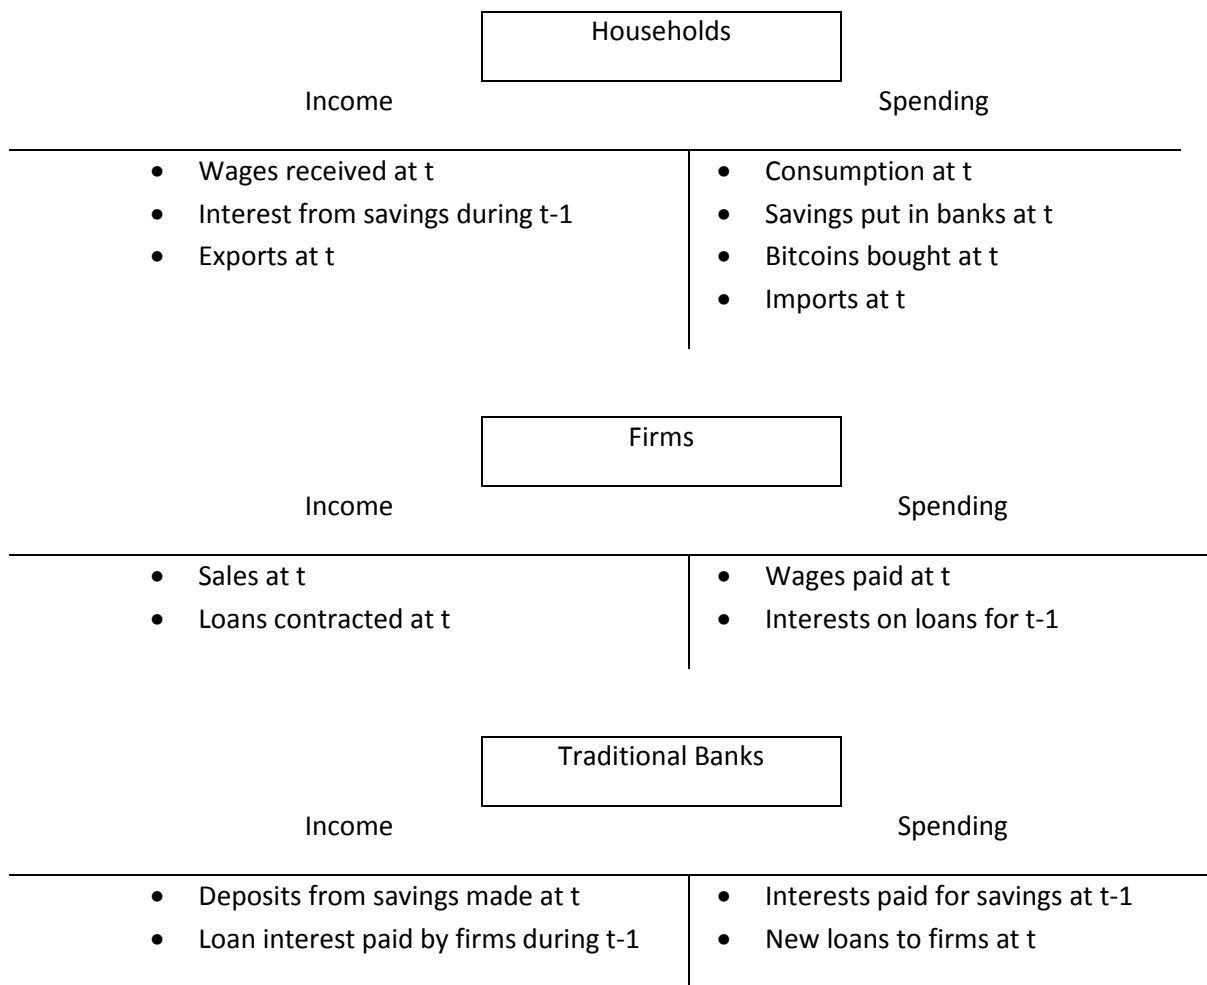 Households
Income Spending
• Wages received at t
• Interest from savings during t-1
• Exports at t
• Consumption at t
• Savings put in banks at t
• Bitcoins bought at t
• Imports at t
Firms
Income Spending
• Sales at t
• Loans contracted at t
• Wages paid at t
• Interests on loans for t-1
Traditional Banks
Income Spending
• Deposits from savings made at t
• Loan interest paid by firms during t-1
• Interests paid for savings at t-1
• New loans to firms at t